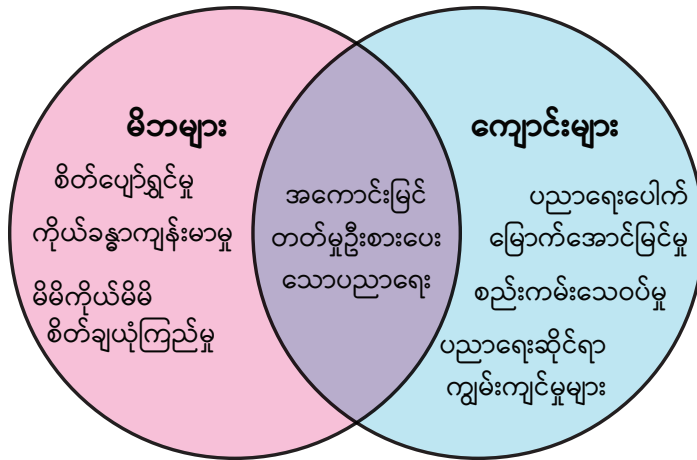 မိဘများ
စိတ်ပျော်ရွှင်မှု
ကိုယ်ခန္ဓာကျန်းမာမှု
မိမိကိုယ်မိမိ
စိတ်ချယုံကြည်မှု
အကောင်းမြင်
တတ်မှုဦးစားပေး
သောပညာရေး
ကျောင်းများ
ပညာရေးပေါက်
မြောက်အောင်မြင်မှု
စည်းကမ်းသေဝပ်မှု
ပညာရေးဆိုင်ရာ
ကျွမ်းကျင်မှုများ